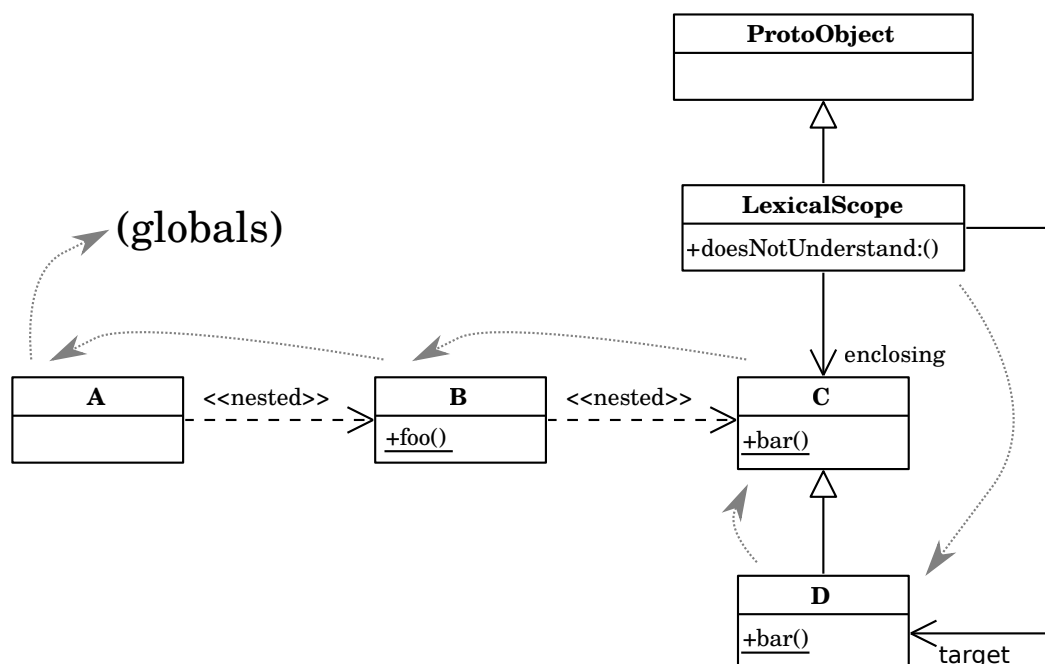 ProtoObject
LexicalScope
+doesNotUnderstand:()
(globals)
enclosing
A
<<nested>>
B
+foo()
<<nested>>
C
+bar()
D
+bar()
target